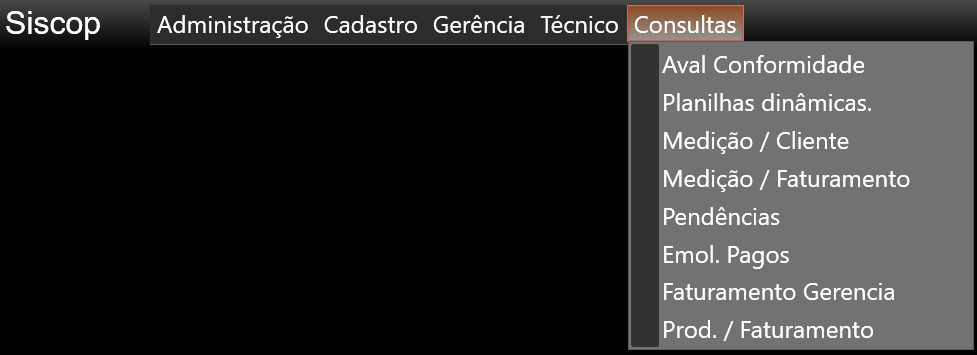 Siscop Administração Cadastro Gerência Técnico Consultas
Aval Conformidade
Planilhas dinâmicas.
Medição / Cliente
Medição / Faturamento
Pendências
Emol. Pagos
Faturamento Gerencia
Prod. / Faturamento